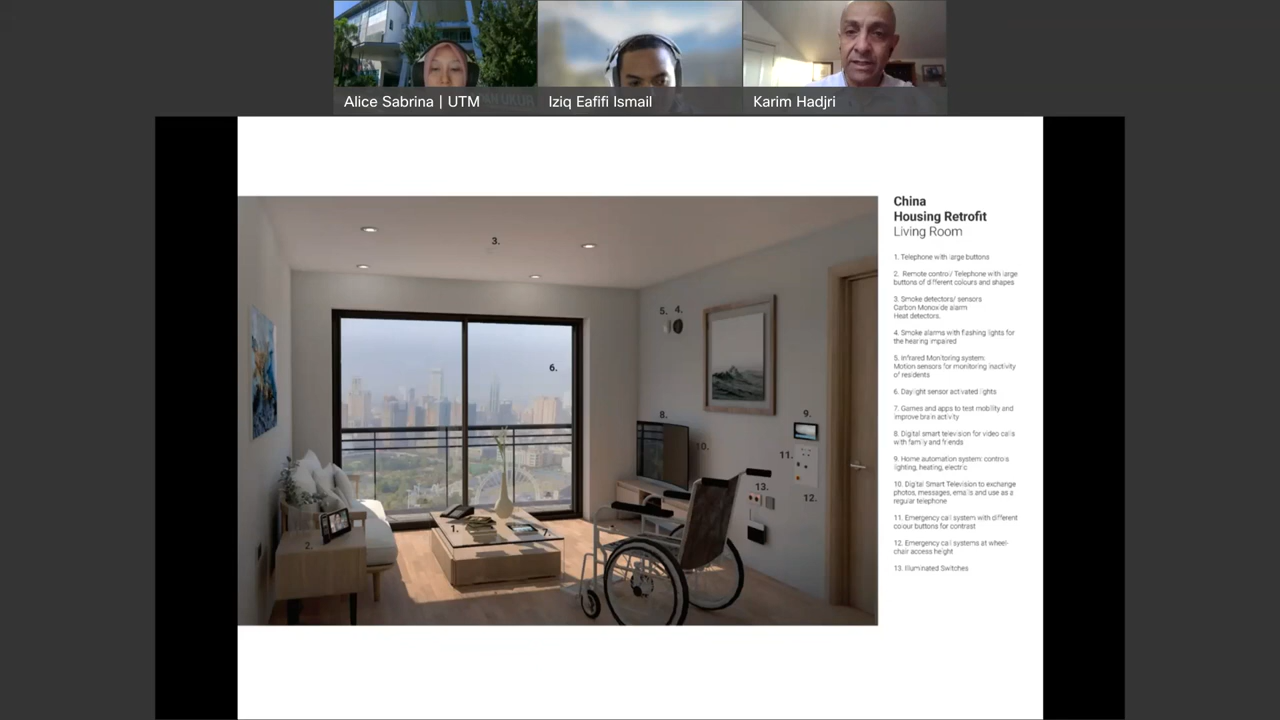 Alice Sabrina | UTM
Iziq Eafifi Ismail
Karim Hadjri
China
Housing Retrofit
Living Room
1. Telephone with large buttons
2. Remote control/ Telephone with large
buttons of different colours and shapes
3. Smoke detectors/ sensors
Carbon Monoxide alarm
Heat detectors.
4. Smoke alarms with flashing lights for
the hearing impaired
5. Infrared Monitoring system:
Motion sensors for monitoring inactivity
of residents
6. Daylight sensor activated lights
7. Games and apps to test mobility and
improve brain activity
8. Digital smart television for video calls
with family and friends
9. Home automation system: controls
lighting, heating, electric
10. Digital Smart Television to exchange
photos, messages, emails and use as a
regular telephone
11. Emergency call system with different
colour buttons for contrast
12. Emergency call systems at wheel-
chair access height
13. Illuminated Switches
3.
5. 4.
6.
8.
9.
10.
11.
12.
13.
1.
7.
2.